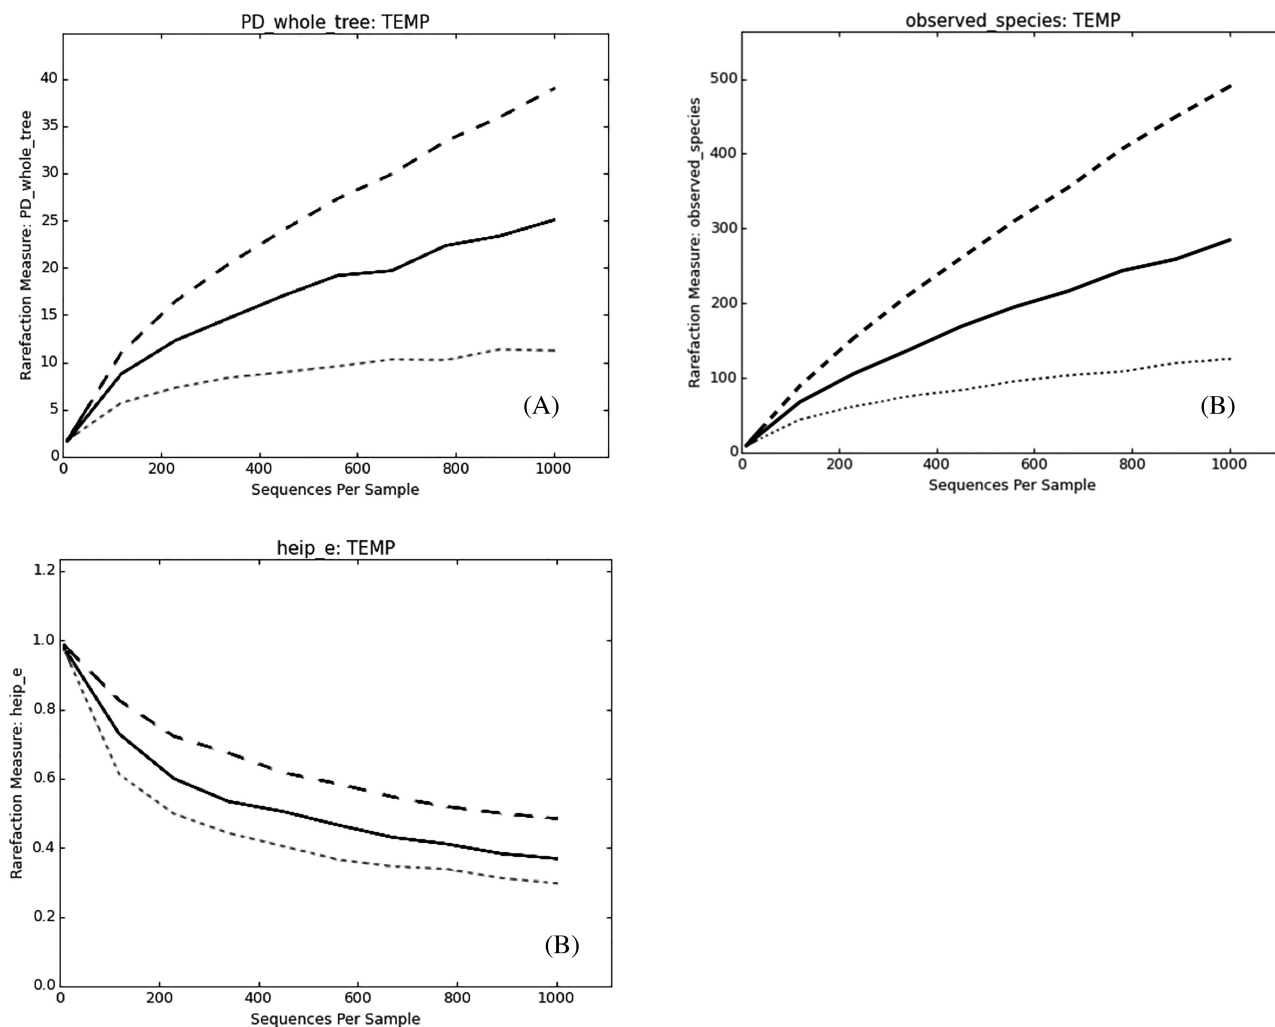 PD_whole_tree: TEMP
Rarefaction Measure: PD_whole_tree
40
35
30
25
20
15
10
5
0
0 200 400 600 800 1000
Sequences Per Sample
(A)
observed_species: TEMP
Rarefaction Measure: observed_species
500
400
300
200
100
0
0 200 400 600 800 1000
Sequences Per Sample
(B)
heip_e: TEMP
Rarefaction Measure: heip_e
1.2
1.0
0.8
0.6
0.4
0.2
0.0
0 200 400 600 800 1000
Sequences Per Sample
(B)